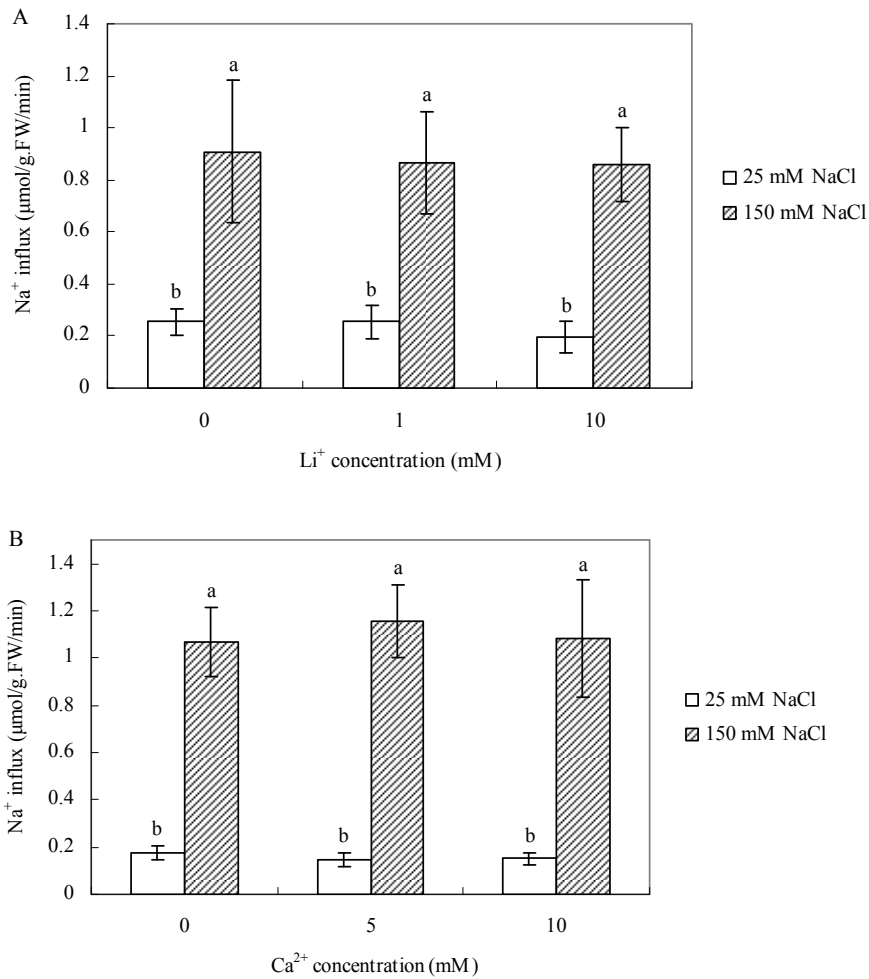 A
1.4
1.2
1
0.8
0.6
0.4
0.2
0
Na⁺ influx (μmol/g.FW/min)
a
a
a
b
b
b
0 1 10
Li⁺ concentration (mM)
25 mM NaCl
150 mM NaCl
B
1.4
1.2
1
0.8
0.6
0.4
0.2
0
Na⁺ influx (μmol/g.FW/min)
a
a
a
b
b
b
0 5 10
Ca²⁺ concentration (mM)
25 mM NaCl
150 mM NaCl